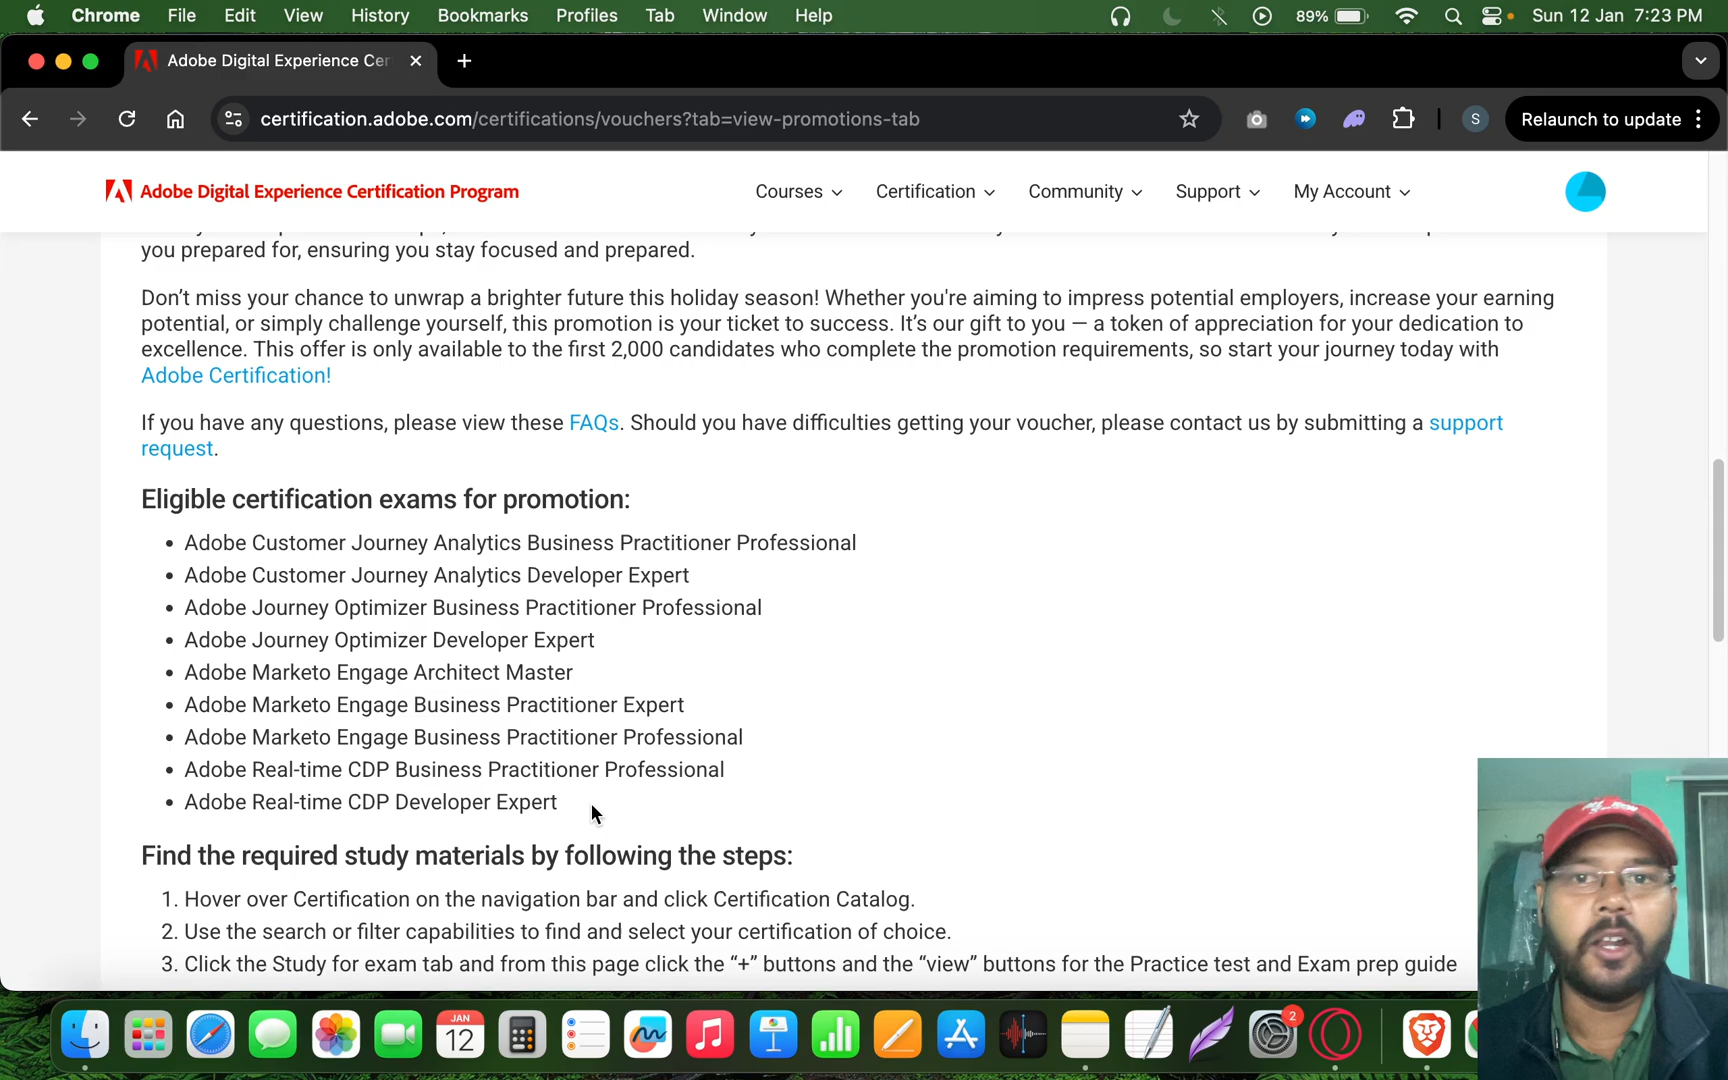 Chrome File Edit View History Bookmarks Profiles Tab Window Help 89% Sun 12 Jan 7:23 PM
Adobe Digital Experience Cer
certification.adobe.com/certifications/vouchers?tab=view-promotions-tab S Relaunch to update
Adobe Digital Experience Certification Program Courses Certification Community Support My Account
you prepared for, ensuring you stay focused and prepared.
Don’t miss your chance to unwrap a brighter future this holiday season! Whether you're aiming to impress potential employers, increase your earning
potential, or simply challenge yourself, this promotion is your ticket to success. It’s our gift to you — a token of appreciation for your dedication to
excellence. This offer is only available to the first 2,000 candidates who complete the promotion requirements, so start your journey today with
Adobe Certification!
If you have any questions, please view these FAQs. Should you have difficulties getting your voucher, please contact us by submitting a support
request.
Eligible certification exams for promotion:
• Adobe Customer Journey Analytics Business Practitioner Professional
• Adobe Customer Journey Analytics Developer Expert
• Adobe Journey Optimizer Business Practitioner Professional
• Adobe Journey Optimizer Developer Expert
• Adobe Marketo Engage Architect Master
• Adobe Marketo Engage Business Practitioner Expert
• Adobe Marketo Engage Business Practitioner Professional
• Adobe Real-time CDP Business Practitioner Professional
• Adobe Real-time CDP Developer Expert
Find the required study materials by following the steps:
1. Hover over Certification on the navigation bar and click Certification Catalog.
2. Use the search or filter capabilities to find and select your certification of choice.
3. Click the Study for exam tab and from this page click the “+” buttons and the “view” buttons for the Practice test and Exam prep guide
JAN
12
2